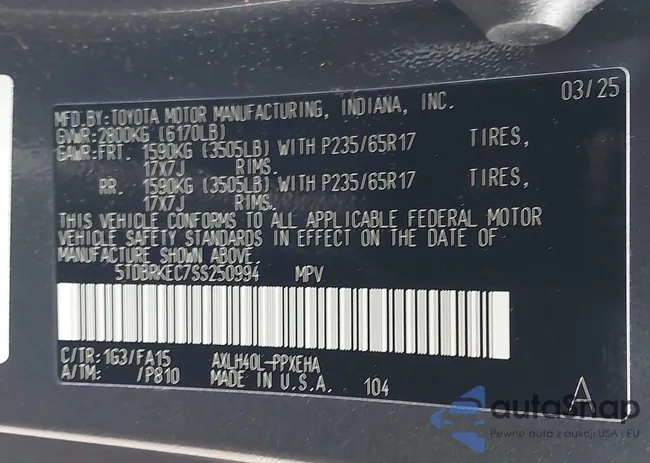 MFD.BY:TOYOTA MOTOR MANUFACTURING, INDIANA, INC. 03/25
GVWR:2800KG (6170LB)
GAWR:FRT. 1590KG (3505LB) WITH P235/65R17 TIRES,
17X7J RIMS.
RR. 1590KG (3505LB) WITH P235/65R17 TIRES,
17X7J RIMS.
THIS VEHICLE CONFORMS TO ALL APPLICABLE FEDERAL MOTOR
VEHICLE SAFETY STANDARDS IN EFFECT ON THE DATE OF
MANUFACTURE SHOWN ABOVE.
5TDBRKEC7SS250994 MPV
C/TR: 1G3/FA15 AXLH40L-PPXEHA
A/TM: /P810 MADE IN U.S.A. 104 A
autoSnap
Pewne auta z aukcji USA i EU